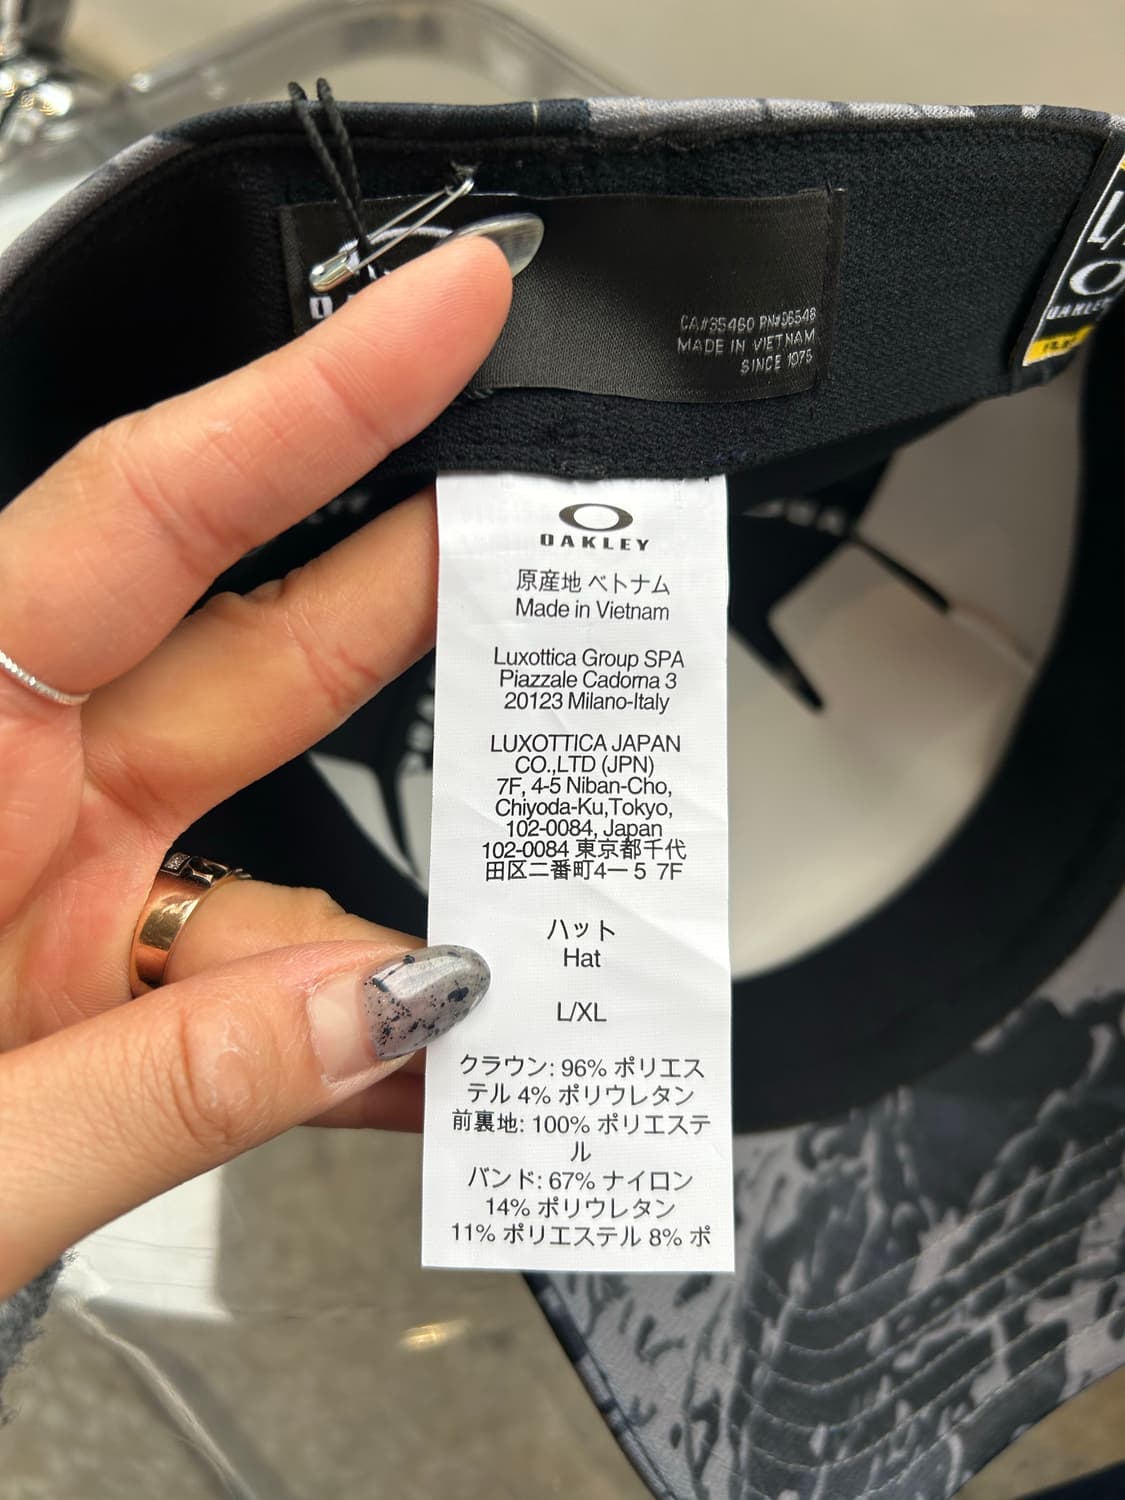 CA#35460 RN#96548
MADE IN VIETNAM
SINCE 1975
L/
O
OAKLEY
OAKLEY
原産地 ベトナム
Made in Vietnam
Luxottica Group SPA
Piazzale Cadorna 3
20123 Milano-Italy
LUXOTTICA JAPAN
CO.,LTD (JPN)
7F, 4-5 Niban-Cho,
Chiyoda-Ku,Tokyo,
102-0084, Japan
102-0084 東京都千代
田区二番町4一5 7F
ハット
Hat
L/XL
クラウン: 96% ポリエス
テル 4% ポリウレタン
前裏地: 100% ポリエステ
ル
バンド: 67% ナイロン
14% ポリウレタン
11% ポリエステル 8% ポ